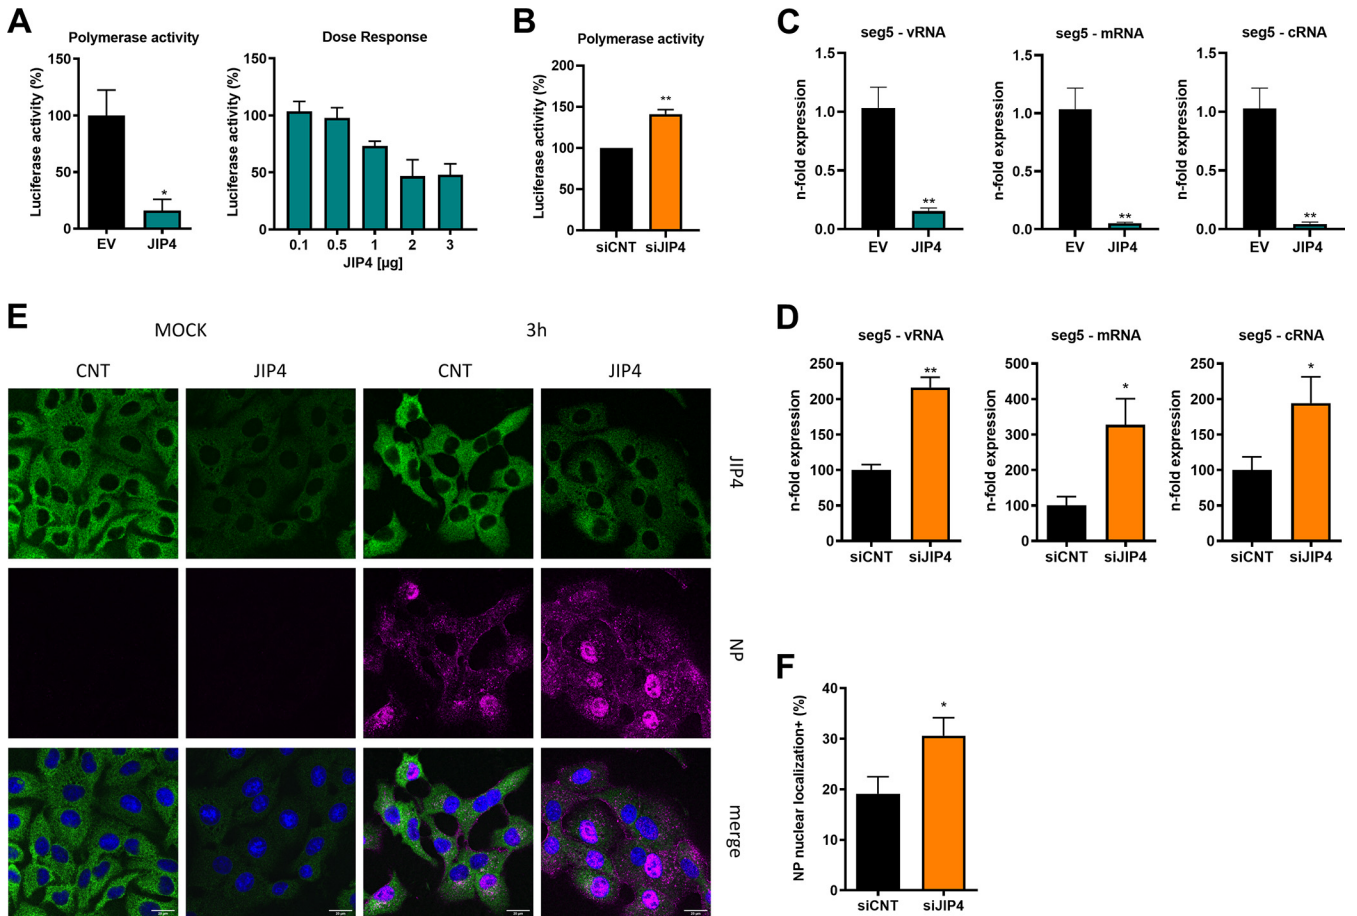 A
Polymerase activity
Luciferase activity (%)
150
100
50
0
EV JIP4
*
Dose Response
Luciferase activity (%)
150
100
50
0
0.1 0.5 1 2 3
JIP4 [µg]
B
Polymerase activity
Luciferase activity (%)
200
150
100
50
0
**
siCNT siJIP4
C
seg5 - vRNA
n-fold expression
1.5
1.0
0.5
0.0
**
EV JIP4
seg5 - mRNA
n-fold expression
1.5
1.0
0.5
0.0
**
EV JIP4
seg5 - cRNA
n-fold expression
1.5
1.0
0.5
0.0
**
EV JIP4
D
seg5 - vRNA
n-fold expression
250
200
150
100
50
0
**
siCNT siJIP4
seg5 - mRNA
n-fold expression
500
400
300
200
100
0
*
siCNT siJIP4
seg5 - cRNA
n-fold expression
250
200
150
100
50
0
*
siCNT siJIP4
E
MOCK 3h
CNT JIP4 CNT JIP4
JIP4
NP
merge
F
NP nuclear localization+ (%)
40
30
20
10
0
*
siCNT siJIP4